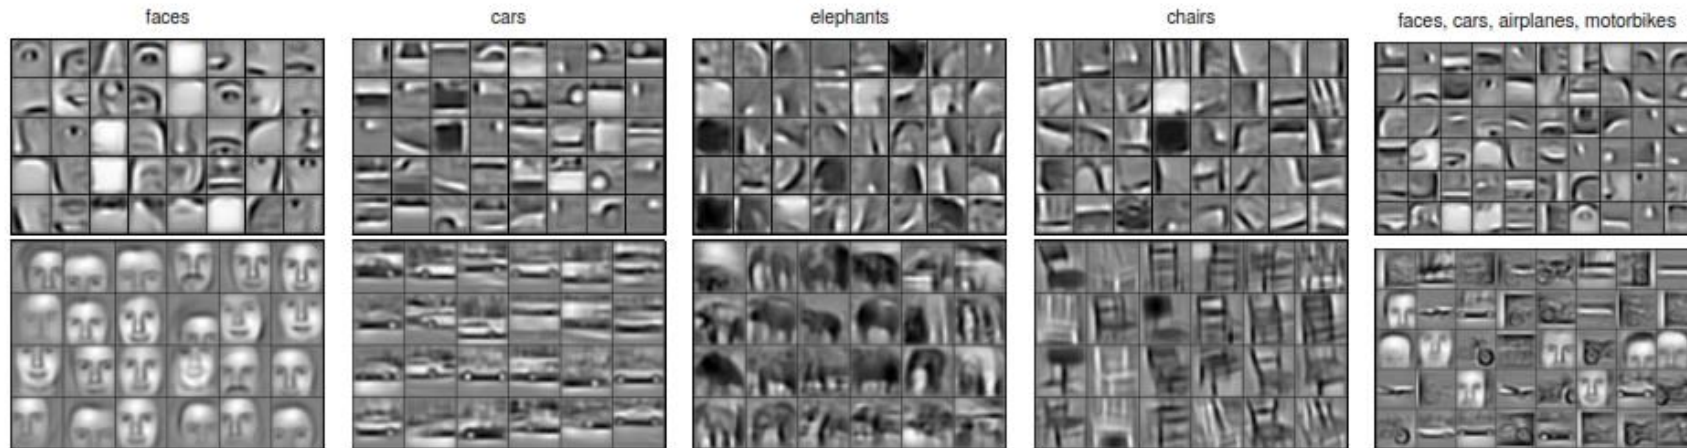 faces
cars
elephants
chairs
faces, cars, airplanes, motorbikes